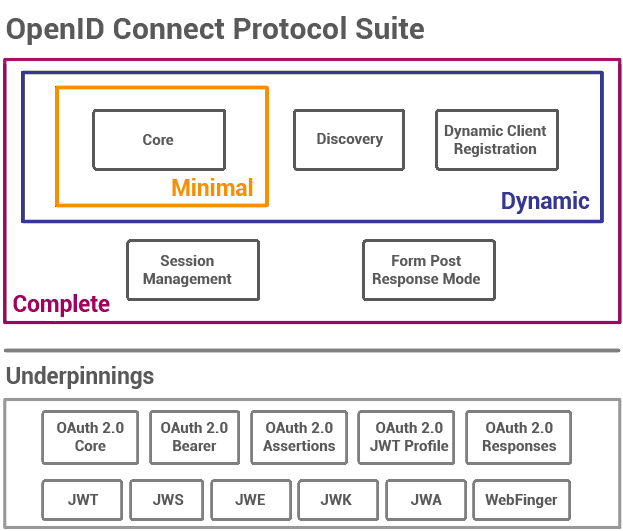 OpenID Connect Protocol Suite
Core
Discovery
Dynamic Client
Registration
Minimal
Dynamic
Session
Management
Form Post
Response Mode
Complete
Underpinnings
OAuth 2.0
Core
OAuth 2.0
Bearer
OAuth 2.0
Assertions
OAuth 2.0
JWT Profile
OAuth 2.0
Responses
JWT
JWS
JWE
JWK
JWA
WebFinger